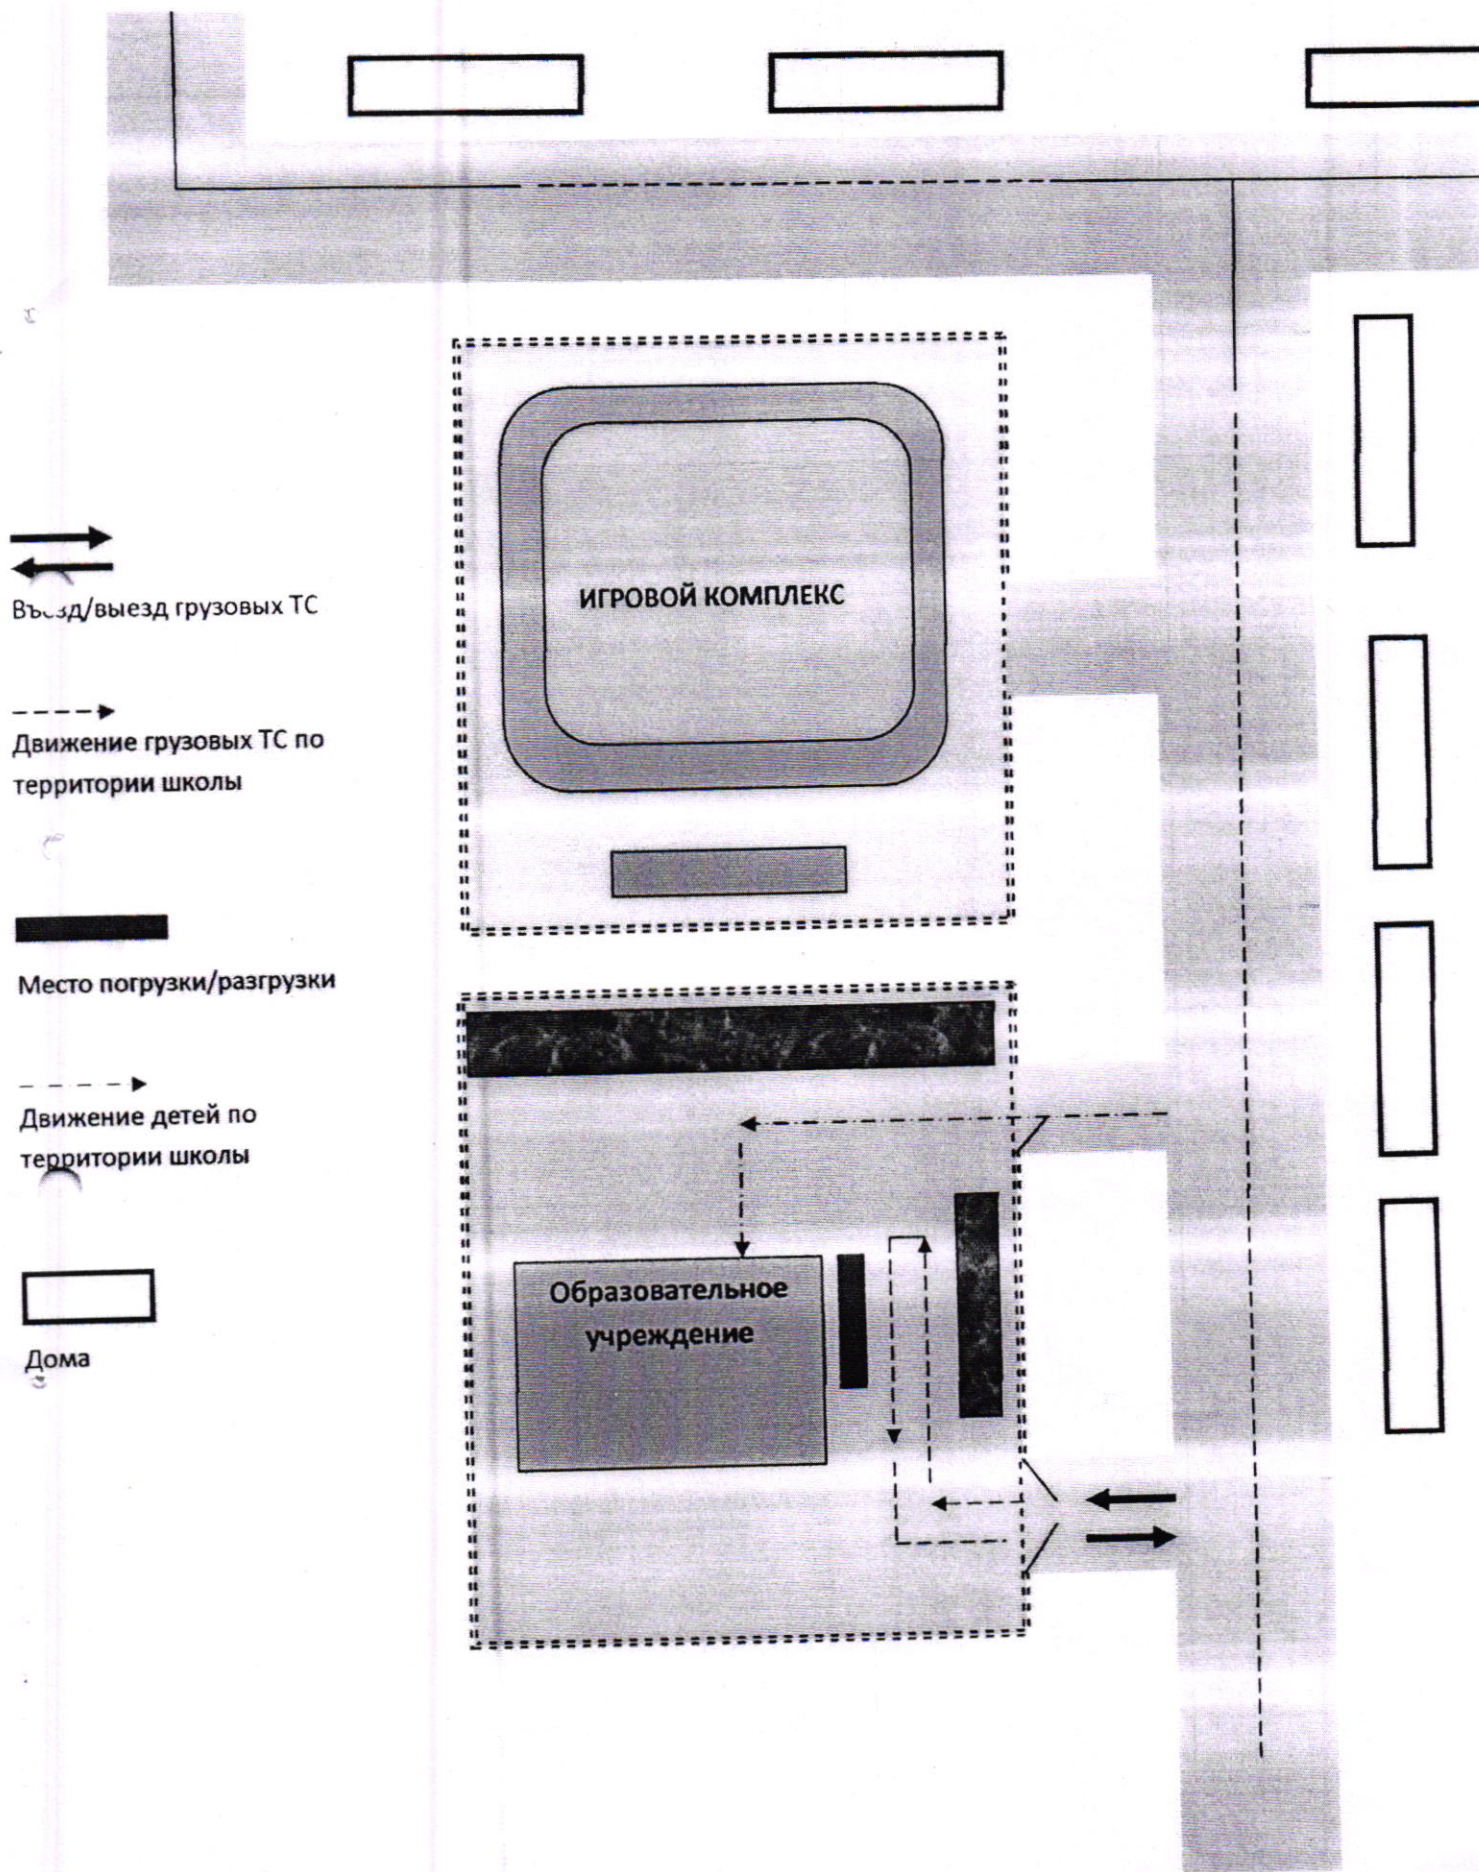 ИГРОВОЙ КОМПЛЕКС
Въезд/выезд грузовых ТС
Движение грузовых ТС по
территории школы
Место погрузки/разгрузки
Движение детей по
территории школы
Образовательное
учреждение
Дома